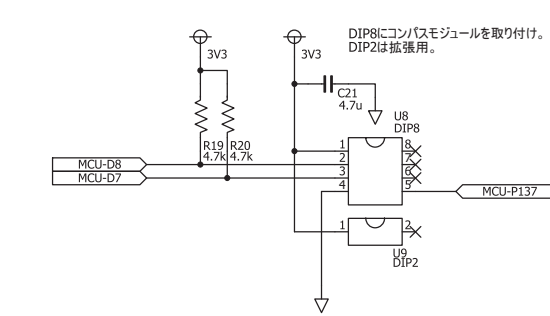 DIP8にコンパスモジュールを取り付け。
DIP2は拡張用。
3V3
3V3
C21
4.7u
U8
DIP8
R19
4.7k
R20
4.7k
1
2
3
4
8
7
6
5
MCU-D8
MCU-D7
MCU-P137
1
2
U9
DIP2